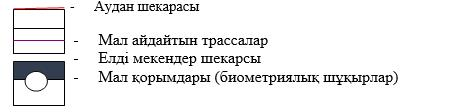 - Аудан шекарасы
- Мал айдайтын трассалар
- Елді мекендер шекарсы
- Мал қорымдары (биометриялық шұқырлар)